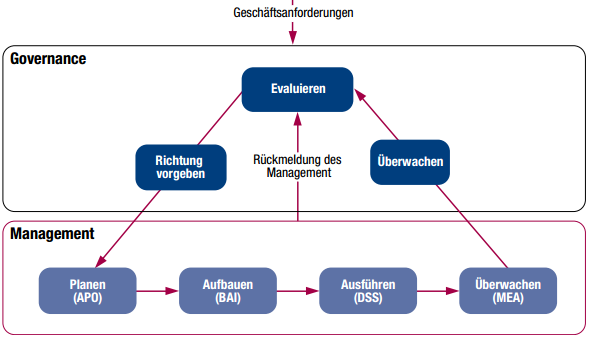 Geschäftsanforderungen
Governance
Evaluieren
Richtung
vorgeben
Rückmeldung des
Management
Überwachen
Management
Planen
(APO)
Aufbauen
(BAI)
Ausführen
(DSS)
Überwachen
(MEA)